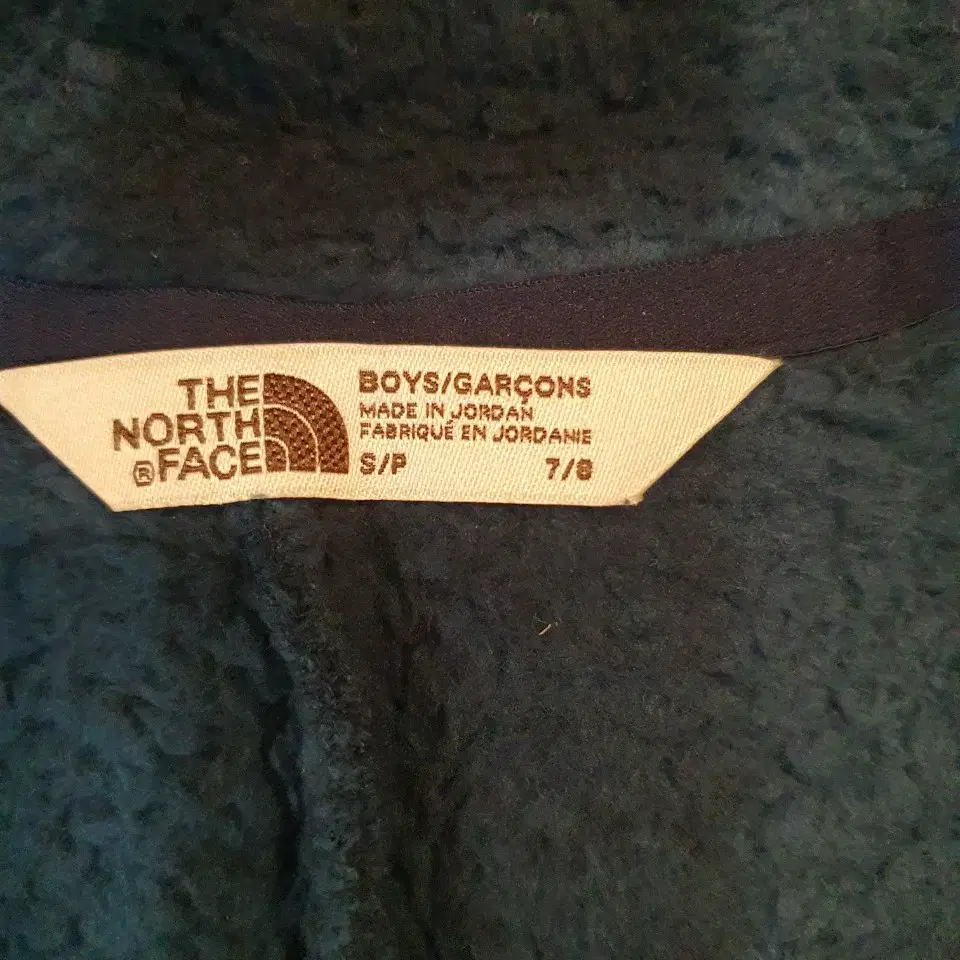 THE
NORTH
®FACE
BOYS/GARÇONS
MADE IN JORDAN
FABRIQUÉ EN JORDANIE
S/P 7/8